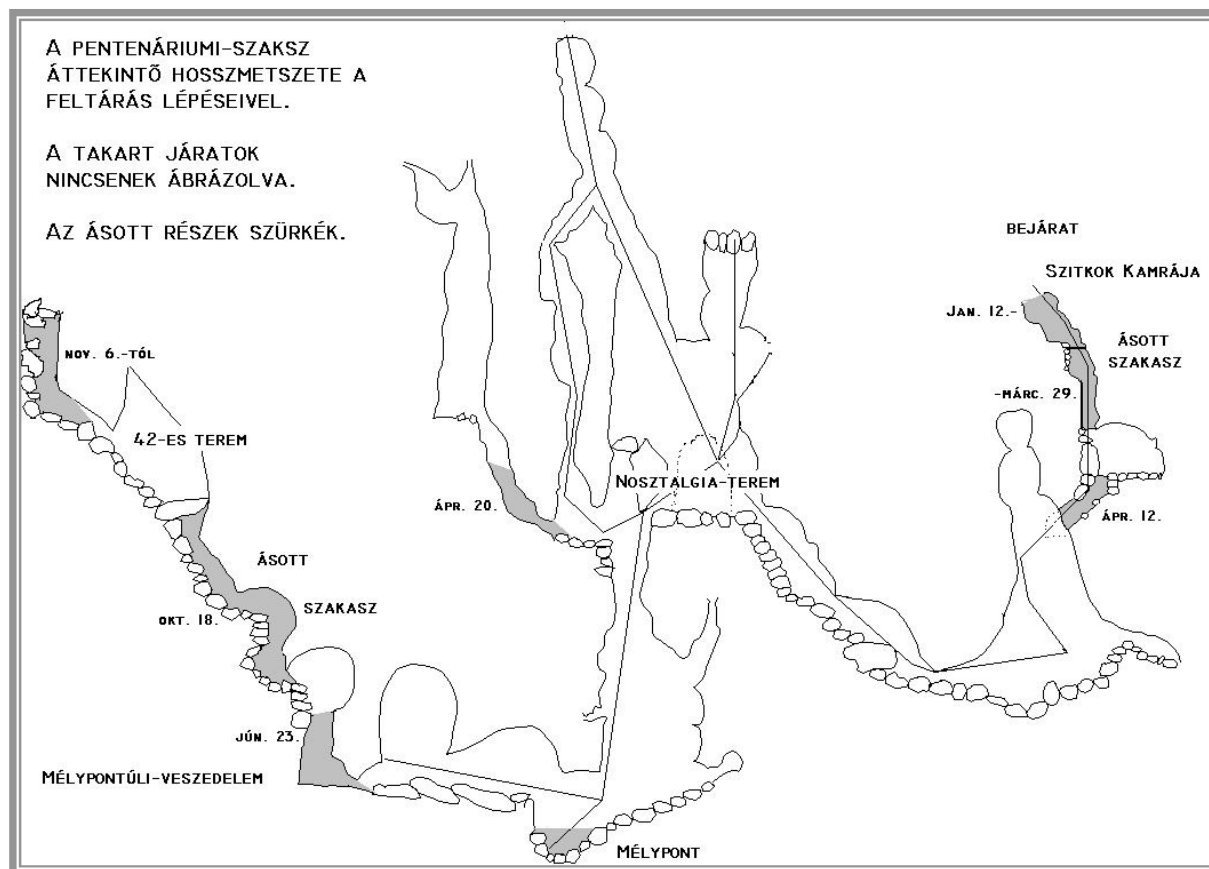 A PENTENÁRIUMI-SZAKSZ
ÁTTEKINTŐ HOSSZMETSZETE A
FELTÁRÁS LÉPÉSEIVEL.
A TAKART JÁRATOK
NINCSENEK ÁBRÁZOLVA.
AZ ÁSOTT RÉSZEK SZÜRKÉK.
BEJÁRAT
SZITKOK KAMRÁJA
JAN. 12.-
ÁSOTT
SZAKASZ
-MÁRC. 29.
NOV. 6.-TÓL
42-ES TEREM
NOSZTALGIA-TEREM
ÁPR. 20.
ÁPR. 12.
ÁSOTT
SZAKASZ
OKT. 18.
JÚN. 23.
MÉLYPONTÚLI-VESZEDELEM
MÉLYPONT